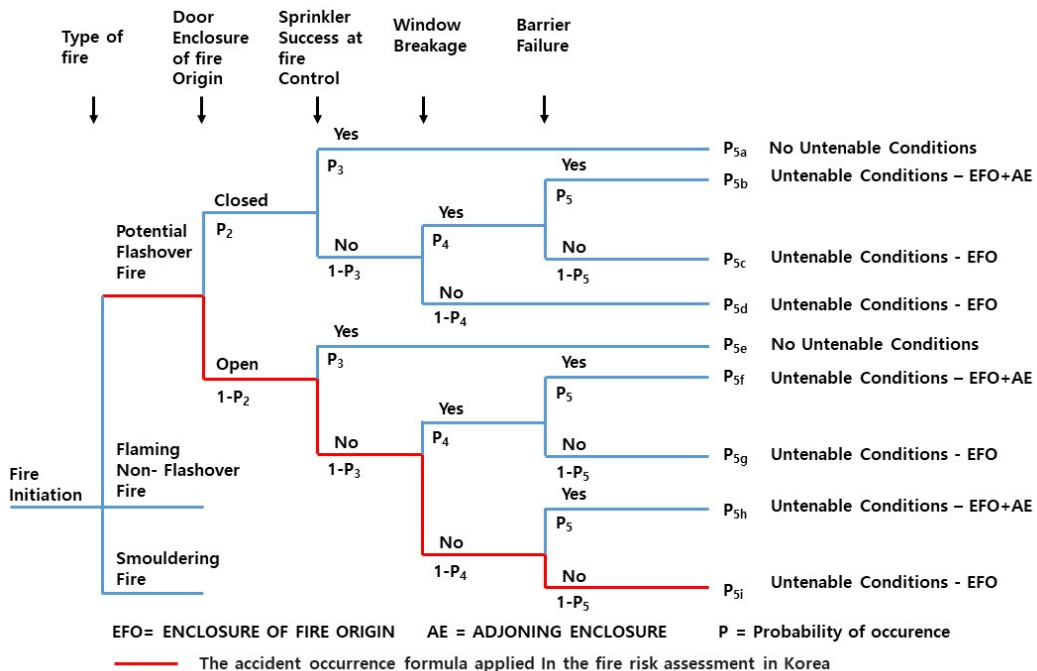 Type of
fire
Door
Enclosure
of fire
Origin
Sprinkler
Success at
fire
Control
Window
Breakage
Barrier
Failure
Yes
P3
P5a No Untenable Conditions
Yes
P5
P5b Untenable Conditions – EFO+AE
Closed
P2
Yes
P4
Potential
Flashover
Fire
No
1-P3
No
1-P5
P5c Untenable Conditions - EFO
No
1-P4
P5d Untenable Conditions - EFO
Yes
P3
P5e No Untenable Conditions
Open
1-P2
Yes
P5
P5f Untenable Conditions – EFO+AE
Yes
P4
No
1-P3
No
1-P5
P5g Untenable Conditions - EFO
Flaming
Non- Flashover
Fire
Fire
Initiation
Yes
P5
P5h Untenable Conditions – EFO+AE
No
1-P4
Smouldering
Fire
No
1-P5
P5i Untenable Conditions - EFO
EFO= ENCLOSURE OF FIRE ORIGIN AE = ADJONING ENCLOSURE P = Probability of occurence
The accident occurrence formula applied In the fire risk assessment in Korea